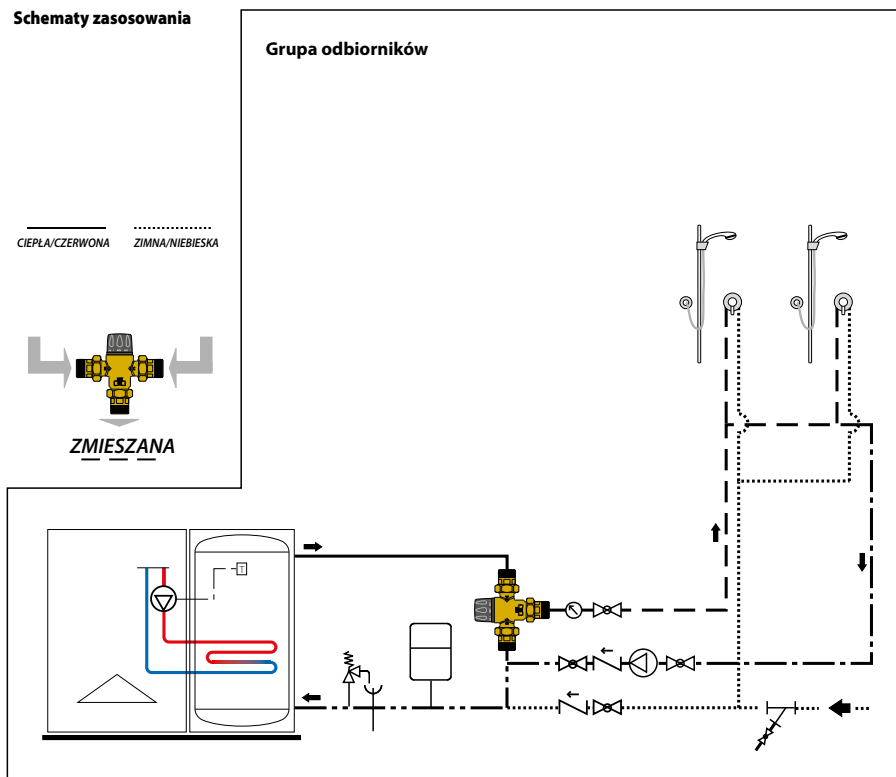 Schematy zasosowania
Grupa odbiorników
CIEPŁA/CZERWONA
ZIMNA/NIEBIESKA
ZMIESZANA
T